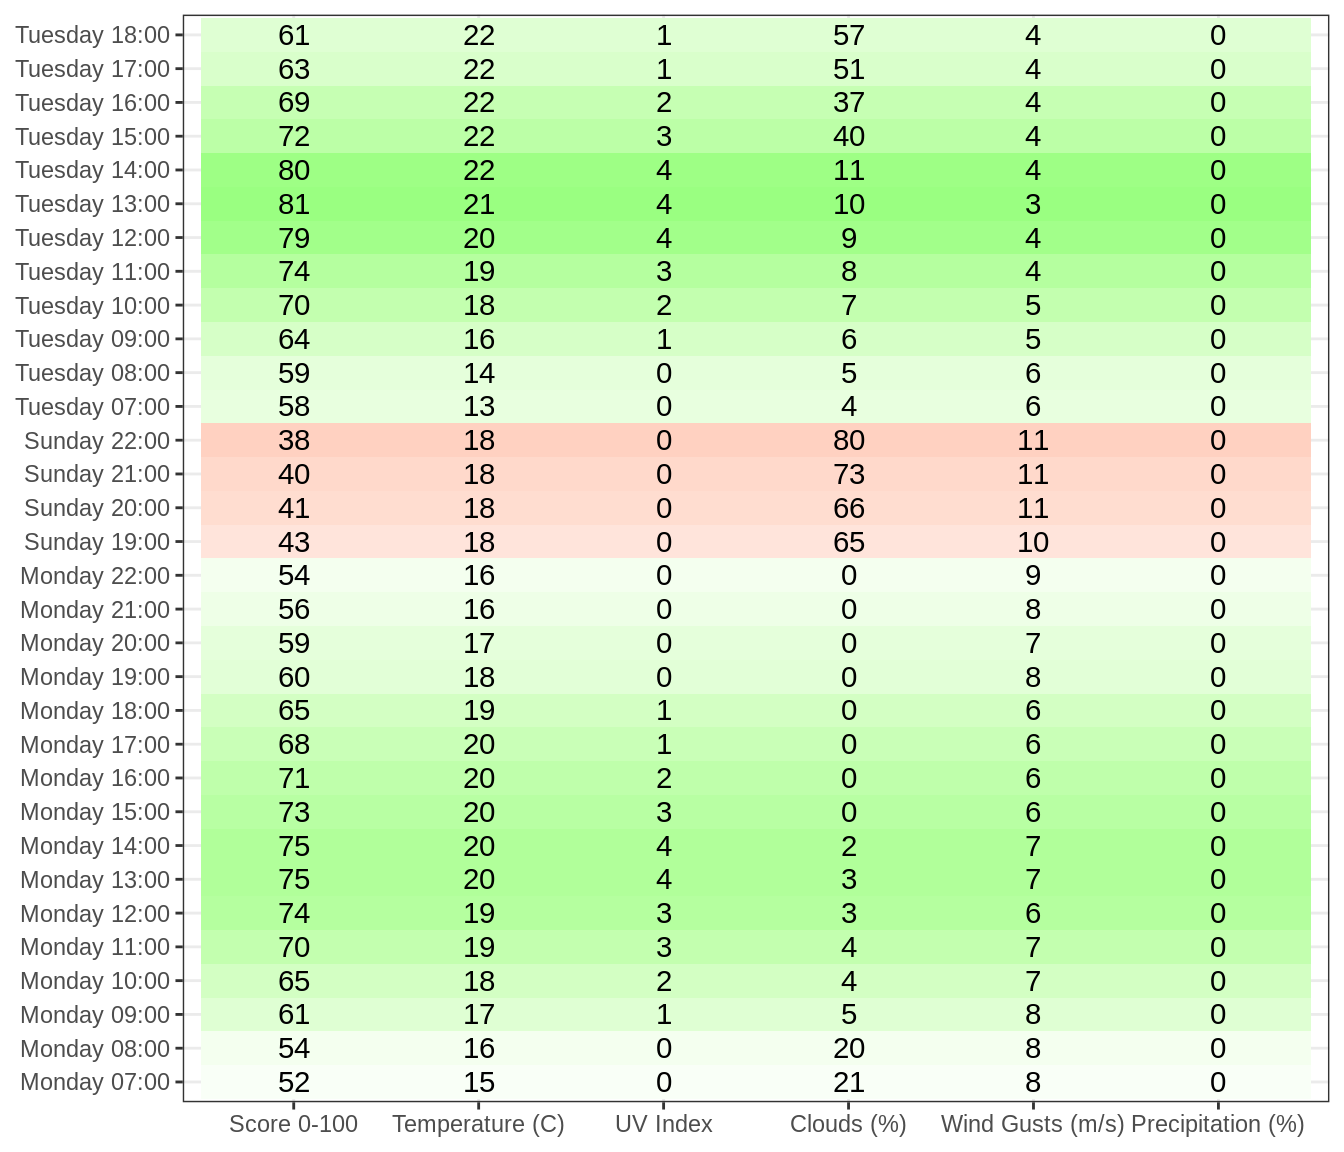 Tuesday 18:00 61 22 1 57 4 0
Tuesday 17:00 63 22 1 51 4 0
Tuesday 16:00 69 22 2 37 4 0
Tuesday 15:00 72 22 3 40 4 0
Tuesday 14:00 80 22 4 11 4 0
Tuesday 13:00 81 21 4 10 3 0
Tuesday 12:00 79 20 4 9 4 0
Tuesday 11:00 74 19 3 8 4 0
Tuesday 10:00 70 18 2 7 5 0
Tuesday 09:00 64 16 1 6 5 0
Tuesday 08:00 59 14 0 5 6 0
Tuesday 07:00 58 13 0 4 6 0
Sunday 22:00 38 18 0 80 11 0
Sunday 21:00 40 18 0 73 11 0
Sunday 20:00 41 18 0 66 11 0
Sunday 19:00 43 18 0 65 10 0
Monday 22:00 54 16 0 0 9 0
Monday 21:00 56 16 0 0 8 0
Monday 20:00 59 17 0 0 7 0
Monday 19:00 60 18 0 0 8 0
Monday 18:00 65 19 1 0 6 0
Monday 17:00 68 20 1 0 6 0
Monday 16:00 71 20 2 0 6 0
Monday 15:00 73 20 3 0 6 0
Monday 14:00 75 20 4 2 7 0
Monday 13:00 75 20 4 3 7 0
Monday 12:00 74 19 3 3 6 0
Monday 11:00 70 19 3 4 7 0
Monday 10:00 65 18 2 4 7 0
Monday 09:00 61 17 1 5 8 0
Monday 08:00 54 16 0 20 8 0
Monday 07:00 52 15 0 21 8 0
Score 0-100 Temperature (C) UV Index Clouds (%) Wind Gusts (m/s) Precipitation (%)